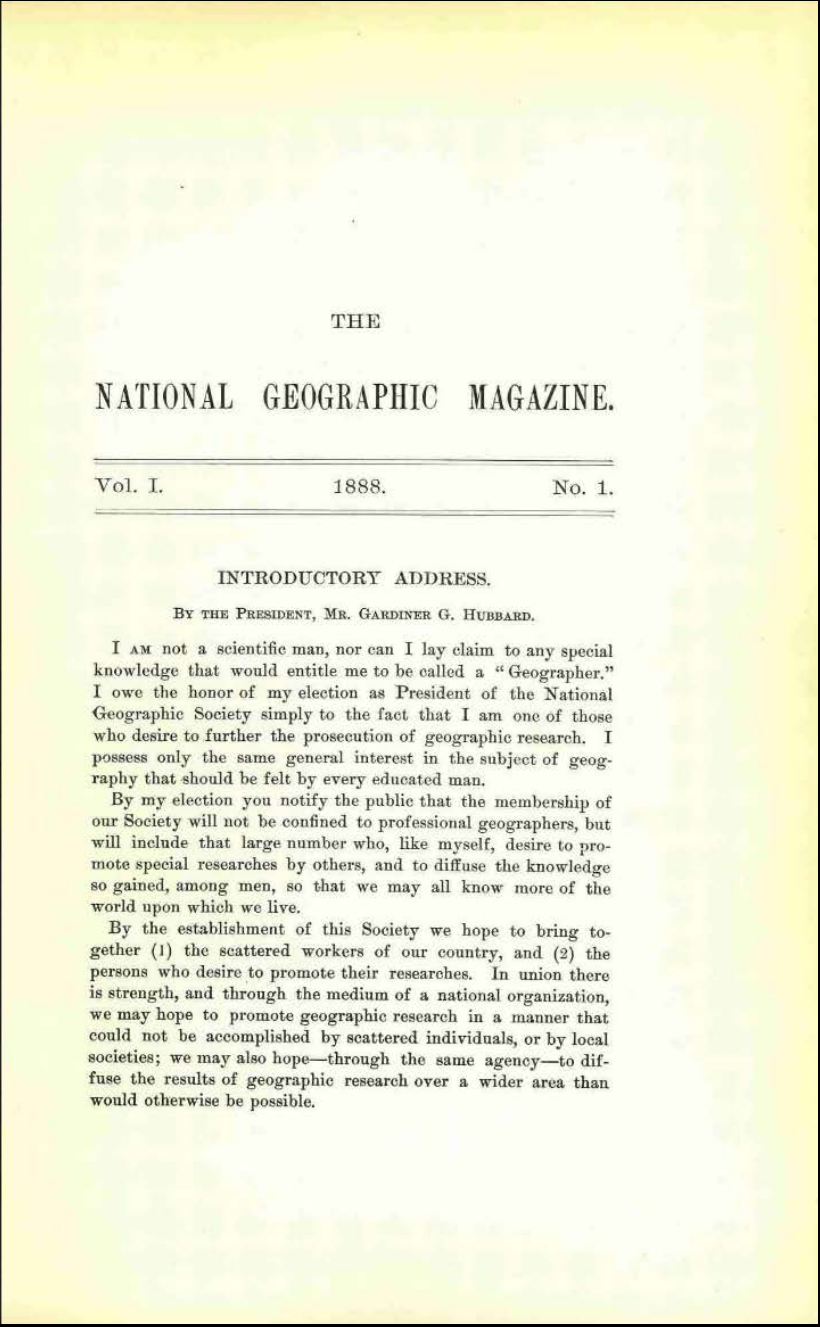 THE
NATIONAL GEOGRAPHIC MAGAZINE.
Vol. I. 1888. No. 1.
INTRODUCTORY ADDRESS.
BY THE PRESIDENT, MR. GARDINER G. HUBBARD.
I AM not a scientific man, nor can I lay claim to any special
knowledge that would entitle me to be called a “ Geographer.”
I owe the honor of my election as President of the National
Geographic Society simply to the fact that I am one of those
who desire to further the prosecution of geographic research. I
possess only the same general interest in the subject of geog-
raphy that should be felt by every educated man.
By my election you notify the public that the membership of
our Society will not be confined to professional geographers, but
will include that large number who, like myself, desire to pro-
mote special researches by others, and to diffuse the knowledge
so gained, among men, so that we may all know more of the
world upon which we live.
By the establishment of this Society we hope to bring to-
gether (1) the scattered workers of our country, and (2) the
persons who desire to promote their researches. In union there
is strength, and through the medium of a national organization,
we may hope to promote geographic research in a manner that
could not be accomplished by scattered individuals, or by local
societies; we may also hope—through the same agency—to dif-
fuse the results of geographic research over a wider area than
would otherwise be possible.